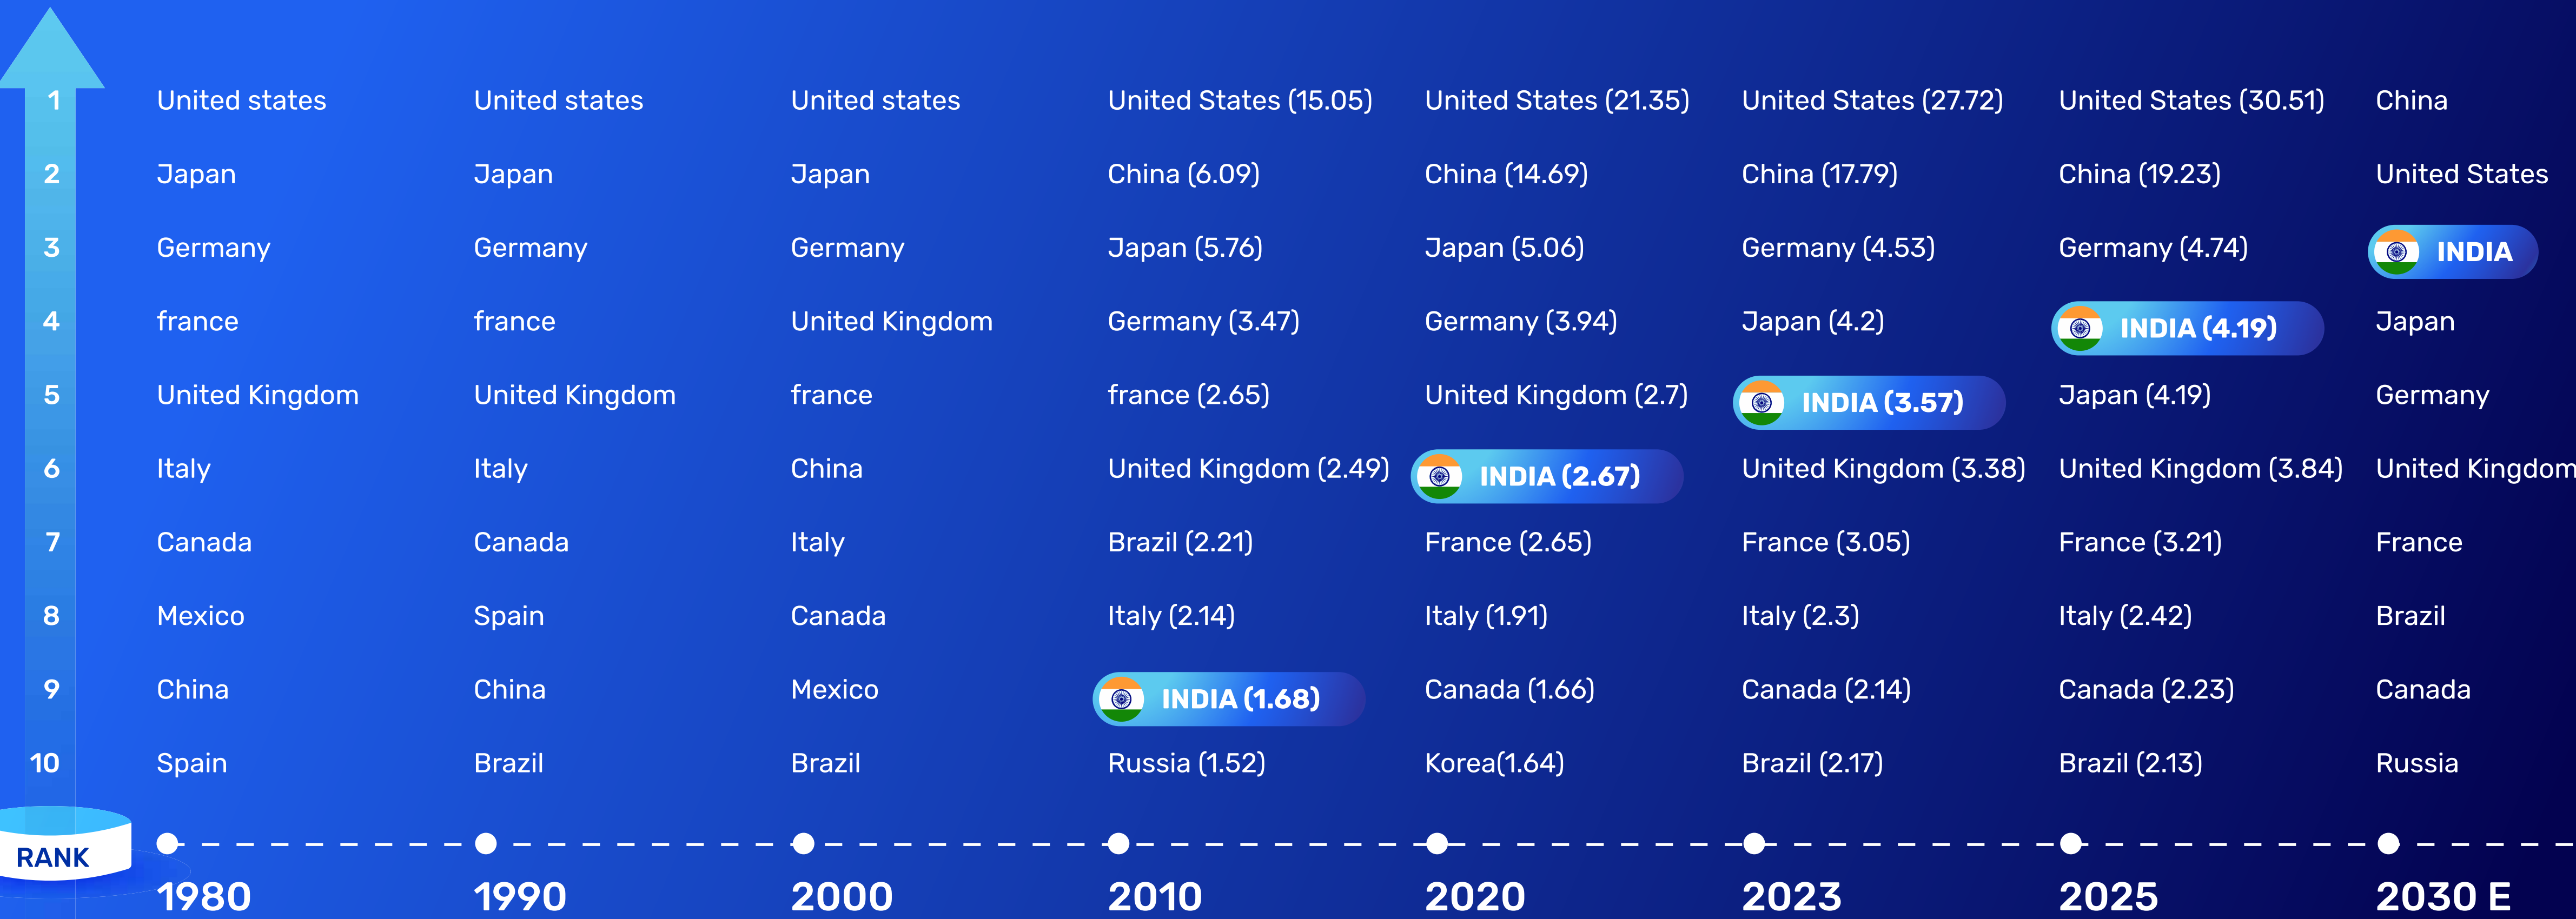 1 United states United states United states United States (15.05) United States (21.35) United States (27.72) United States (30.51) China
2 Japan Japan Japan China (6.09) China (14.69) China (17.79) China (19.23) United States
3 Germany Germany Germany Japan (5.76) Japan (5.06) Germany (4.53) Germany (4.74) INDIA
4 france france United Kingdom Germany (3.47) Germany (3.94) Japan (4.2) INDIA (4.19) Japan
5 United Kingdom United Kingdom france france (2.65) United Kingdom (2.7) INDIA (3.57) Japan (4.19) Germany
6 Italy Italy China United Kingdom (2.49) INDIA (2.67) United Kingdom (3.38) United Kingdom (3.84) United Kingdom
7 Canada Canada Italy Brazil (2.21) France (2.65) France (3.05) France (3.21) France
8 Mexico Spain Canada Italy (2.14) Italy (1.91) Italy (2.3) Italy (2.42) Brazil
9 China China Mexico INDIA (1.68) Canada (1.66) Canada (2.14) Canada (2.23) Canada
10 Spain Brazil Brazil Russia (1.52) Korea(1.64) Brazil (2.17) Brazil (2.13) Russia
RANK
1980 1990 2000 2010 2020 2023 2025 2030 E